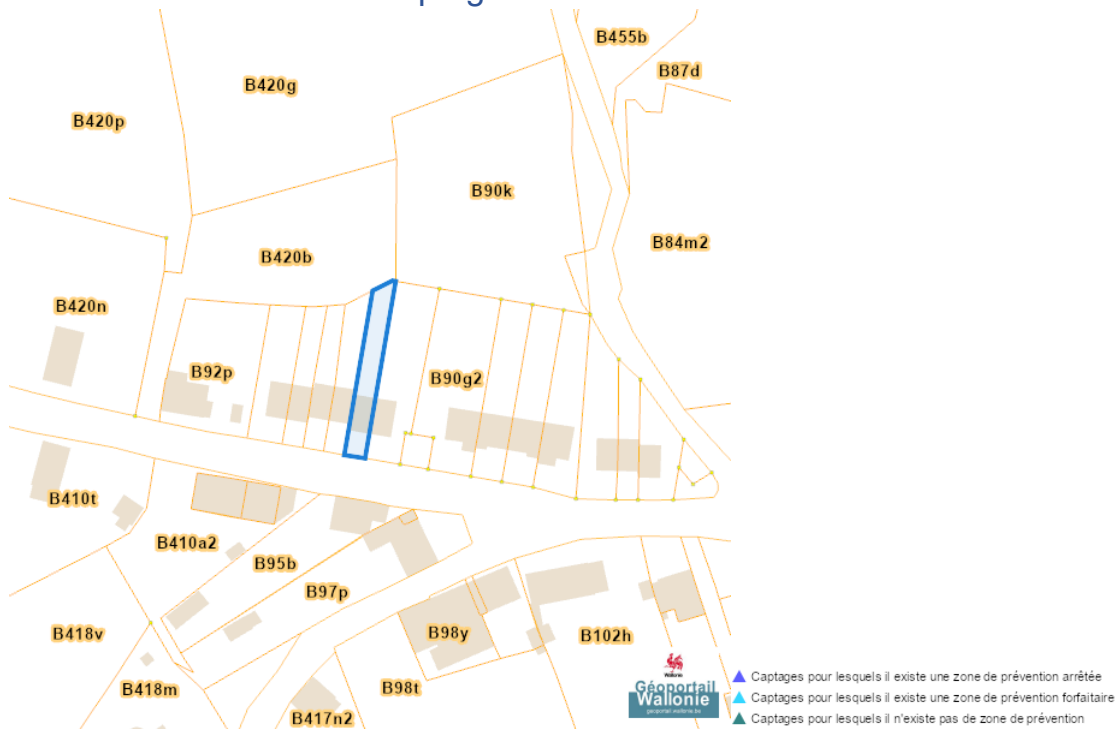 B455b
B87d
B420g
B420p
B90k
B84m2
B420b
B420n
B92p
B90g2
B410t
B410a2
B95b
B97p
B418v
B98y
B102h
B418m
B98t
B417n2
Wallonie
Géoportail
Wallonie
geoportail.wallonie.be
Captages pour lesquels il existe une zone de prévention arrêtée
Captages pour lesquels il existe une zone de prévention forfaitaire
Captages pour lesquels il n'existe pas de zone de prévention